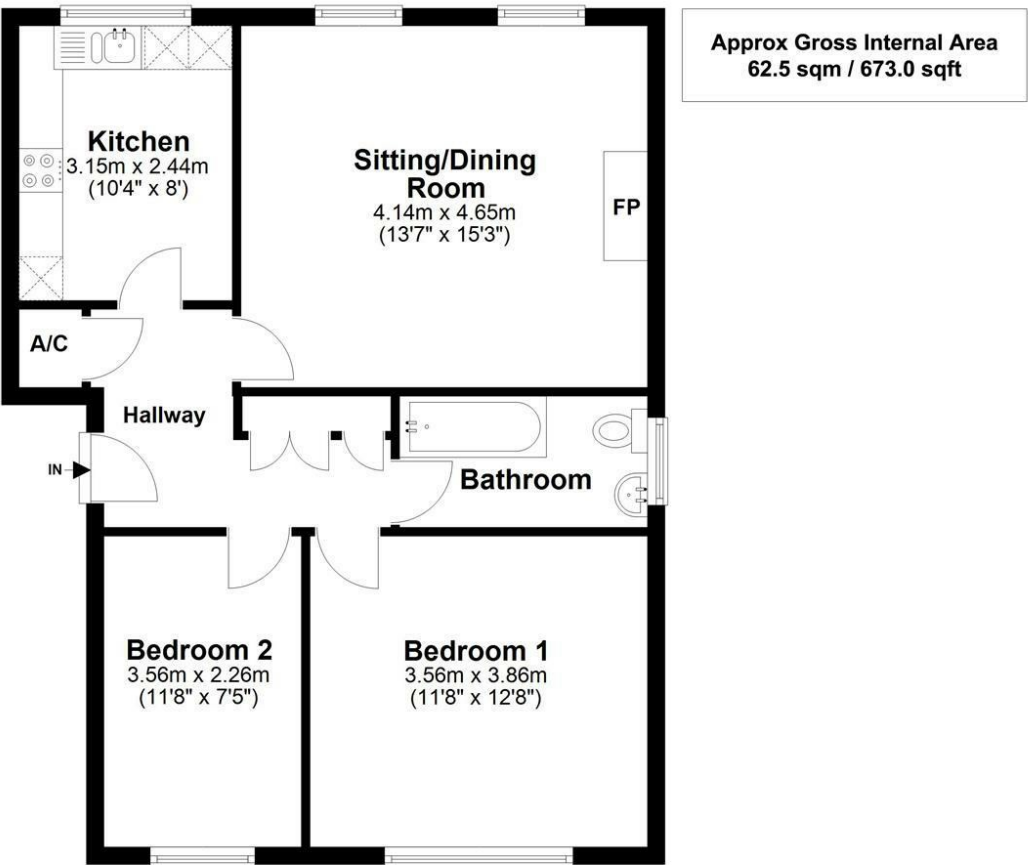 Approx Gross Internal Area
62.5 sqm / 673.0 sqft
Kitchen
3.15m x 2.44m
(10'4" x 8')
Sitting/Dining
Room
4.14m x 4.65m
(13'7" x 15'3")
FP
A/C
Hallway
IN
Bathroom
Bedroom 2
3.56m x 2.26m
(11'8" x 7'5")
Bedroom 1
3.56m x 3.86m
(11'8" x 12'8")